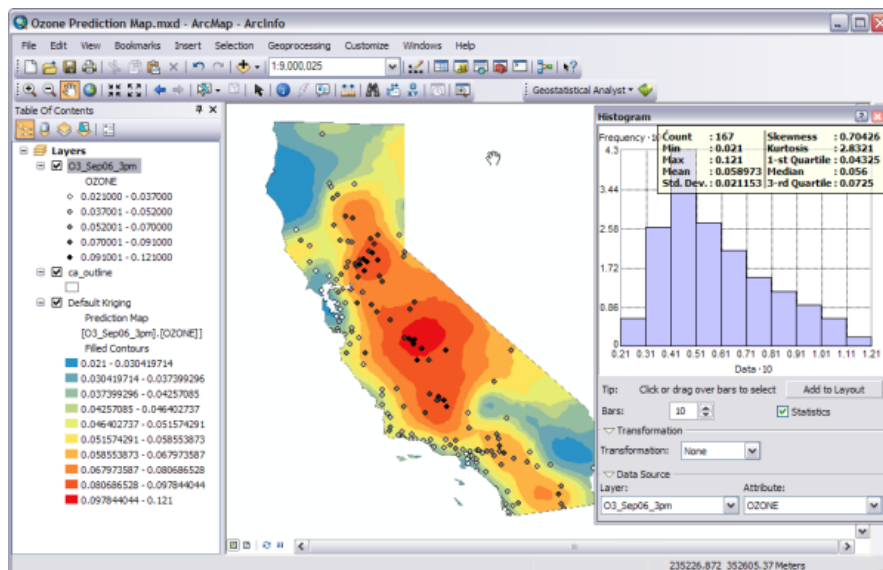 Ozone Prediction Map.mxd - ArcMap - ArcInfo
File Edit View Bookmarks Insert Selection Geoprocessing Customize Windows Help
1:9,000,025
Geostatistical Analyst
Table Of Contents
Layers
O3_Sep06_3pm
OZONE
0.021000 - 0.037000
0.037001 - 0.052000
0.052001 - 0.070000
0.070001 - 0.091000
0.091001 - 0.121000
ca_outline
Default Kriging
Prediction Map
[O3_Sep06_3pm].[OZONE]]
Filled Contours
0.021 - 0.030419714
0.030419714 - 0.037399296
0.037399296 - 0.04257085
0.04257085 - 0.046402737
0.046402737 - 0.051574291
0.051574291 - 0.058553873
0.058553873 - 0.067973587
0.067973587 - 0.080686528
0.080686528 - 0.097844044
0.097844044 - 0.121
Histogram
Frequency · 10
Count : 167 Skewness : 0.70426
Min : 0.021 Kurtosis : 2.8321
Max : 0.121 1-st Quartile : 0.04325
Mean : 0.058973 Median : 0.056
Std. Dev. : 0.021153 3-rd Quartile : 0.0725
4.3
3.44
2.58
1.72
0.86
0
0.21 0.31 0.41 0.51 0.61 0.71 0.81 0.91 1.01 1.11 1.21
Data · 10
Tip: Click or drag over bars to select Add to Layout
Bars: 10 Statistics
Transformation
Transformation: None
Data Source
Layer: Attribute:
O3_Sep06_3pm OZONE
235226.872 352605.37 Meters